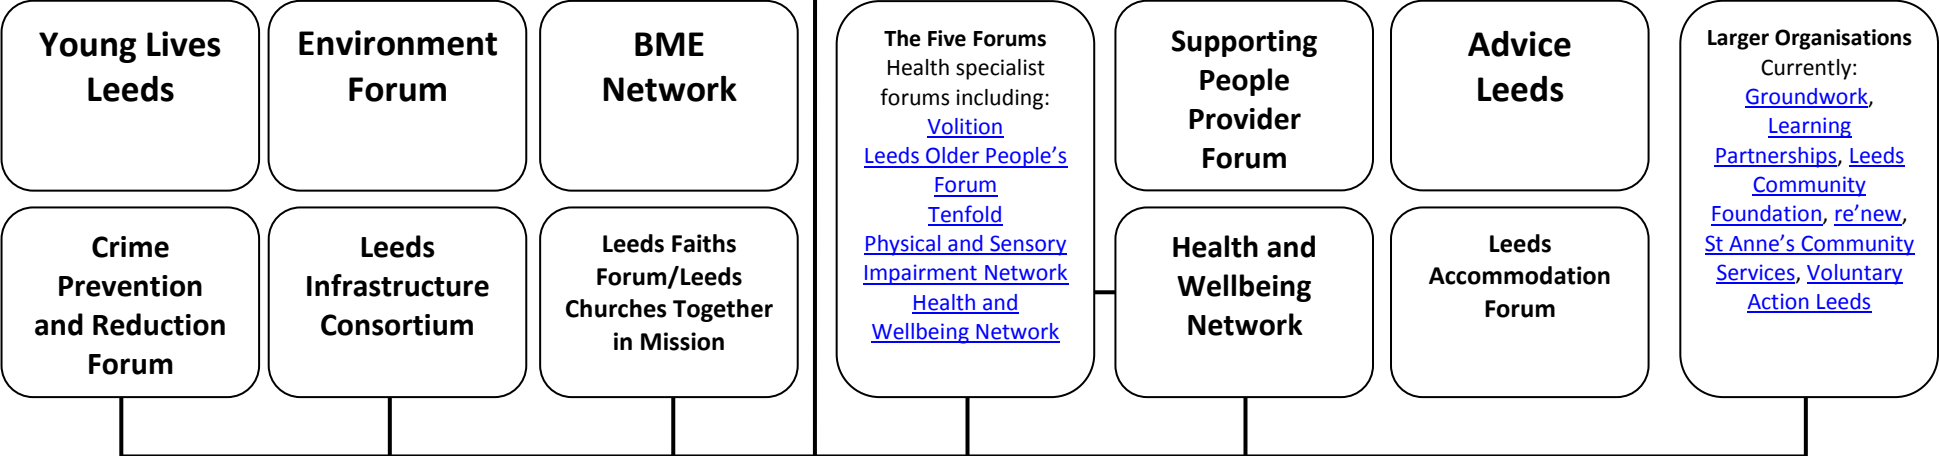 Young Lives
Leeds
Environment
Forum
BME
Network
The Five Forums
Health specialist
forums including:
Volition
Leeds Older People’s
Forum
Tenfold
Physical and Sensory
Impairment Network
Health and
Wellbeing Network
Supporting
People
Provider
Forum
Advice
Leeds
Larger Organisations
Currently:
Groundwork,
Learning
Partnerships, Leeds
Community
Foundation, re’new,
St Anne’s Community
Services, Voluntary
Action Leeds
Crime
Prevention
and Reduction
Forum
Leeds
Infrastructure
Consortium
Leeds Faiths
Forum/Leeds
Churches Together
in Mission
Health and
Wellbeing
Network
Leeds
Accommodation
Forum